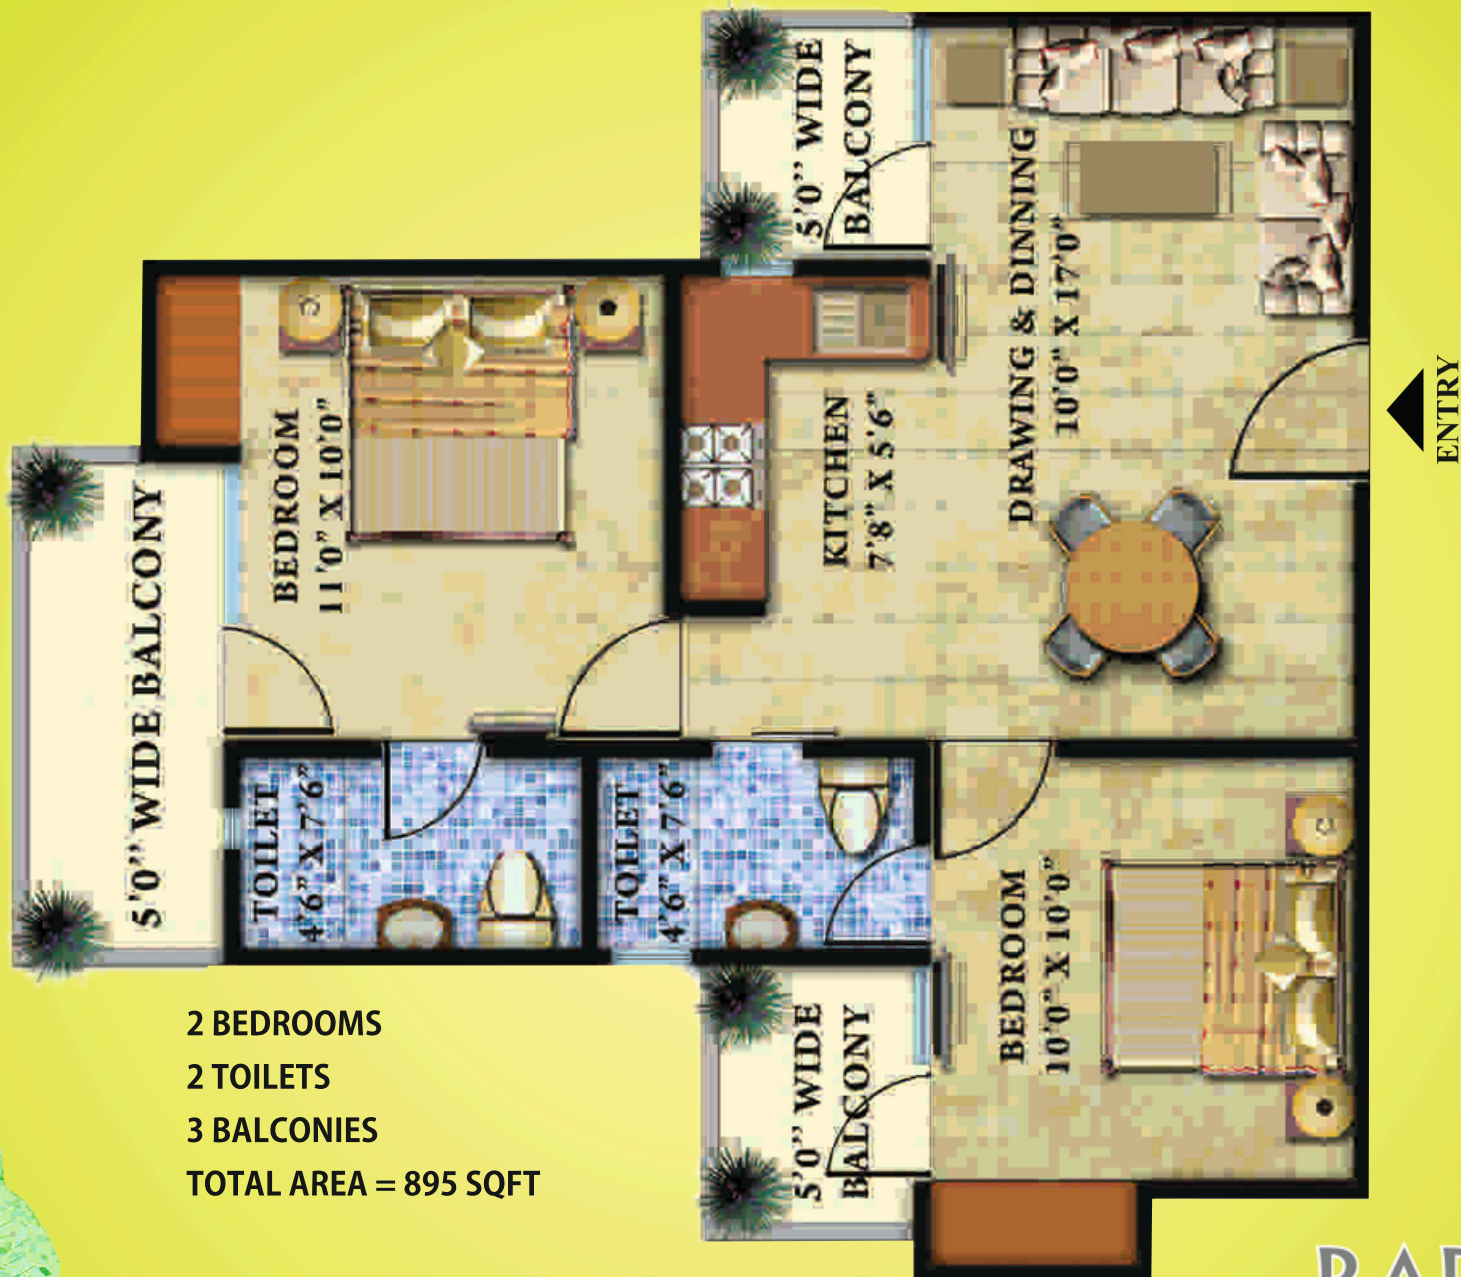 5'0'' WIDE
BALCONY
DRAWING & DINNING
10'0" X 17'0"
BEDROOM
11'0" X 10'0"
KITCHEN
7'8" X 5'6"
ENTRY
5'0'' WIDE BALCONY
TOILET
4'6" X 7'6"
TOILET
4'6" X 7'6"
BEDROOM
10'0" X 10'0"
5'0'' WIDE
BALCONY
2 BEDROOMS
2 TOILETS
3 BALCONIES
TOTAL AREA = 895 SQFT